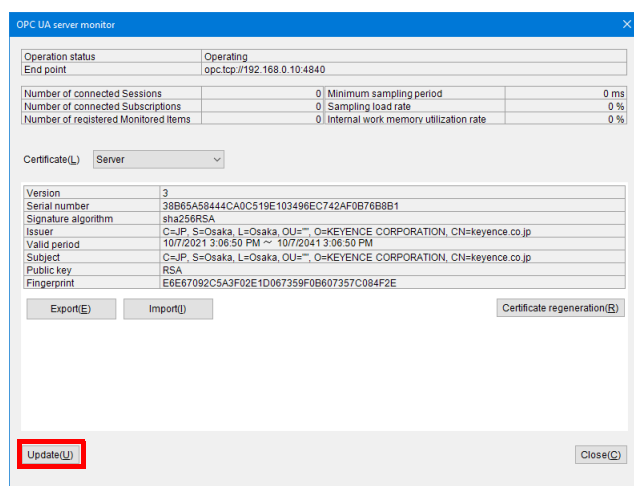 OPC UA server monitor
Operation status Operating
End point opc.tcp://192.168.0.10:4840
Number of connected Sessions 0 Minimum sampling period 0 ms
Number of connected Subscriptions 0 Sampling load rate 0 %
Number of registered Monitored Items 0 Internal work memory utilization rate 0 %
Certificate(L) Server
Version 3
Serial number 38B65A58444CA0C519E103496EC742AF0B76B8B1
Signature algorithm sha256RSA
Issuer C=JP, S=Osaka, L=Osaka, OU="", O=KEYENCE CORPORATION, CN=keyence.co.jp
Valid period 10/7/2021 3:06:50 PM ～ 10/7/2041 3:06:50 PM
Subject C=JP, S=Osaka, L=Osaka, OU="", O=KEYENCE CORPORATION, CN=keyence.co.jp
Public key RSA
Fingerprint E6E67092C5A3F02E1D067359F0B607357C084F2E
Export(E) Import(I) Certificate regeneration(R)
Update(U) Close(C)